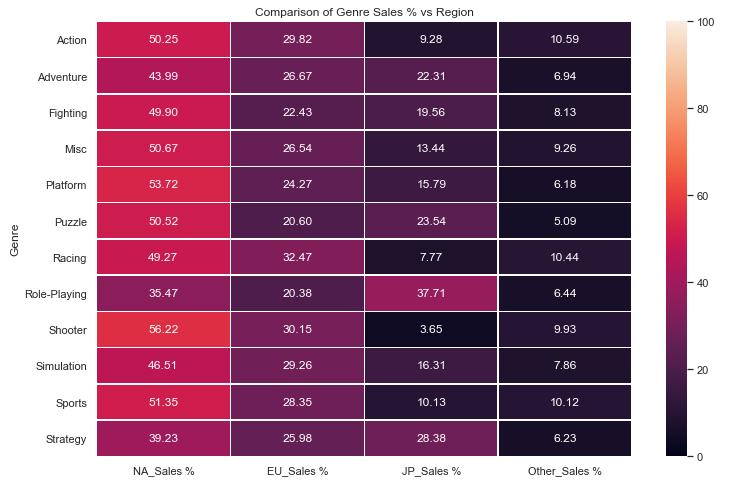 Comparison of Genre Sales % vs Region
Genre
Action 50.25 29.82 9.28 10.59
Adventure 43.99 26.67 22.31 6.94
Fighting 49.90 22.43 19.56 8.13
Misc 50.67 26.54 13.44 9.26
Platform 53.72 24.27 15.79 6.18
Puzzle 50.52 20.60 23.54 5.09
Racing 49.27 32.47 7.77 10.44
Role-Playing 35.47 20.38 37.71 6.44
Shooter 56.22 30.15 3.65 9.93
Simulation 46.51 29.26 16.31 7.86
Sports 51.35 28.35 10.13 10.12
Strategy 39.23 25.98 28.38 6.23
NA_Sales % EU_Sales % JP_Sales % Other_Sales %
100
80
60
40
20
0